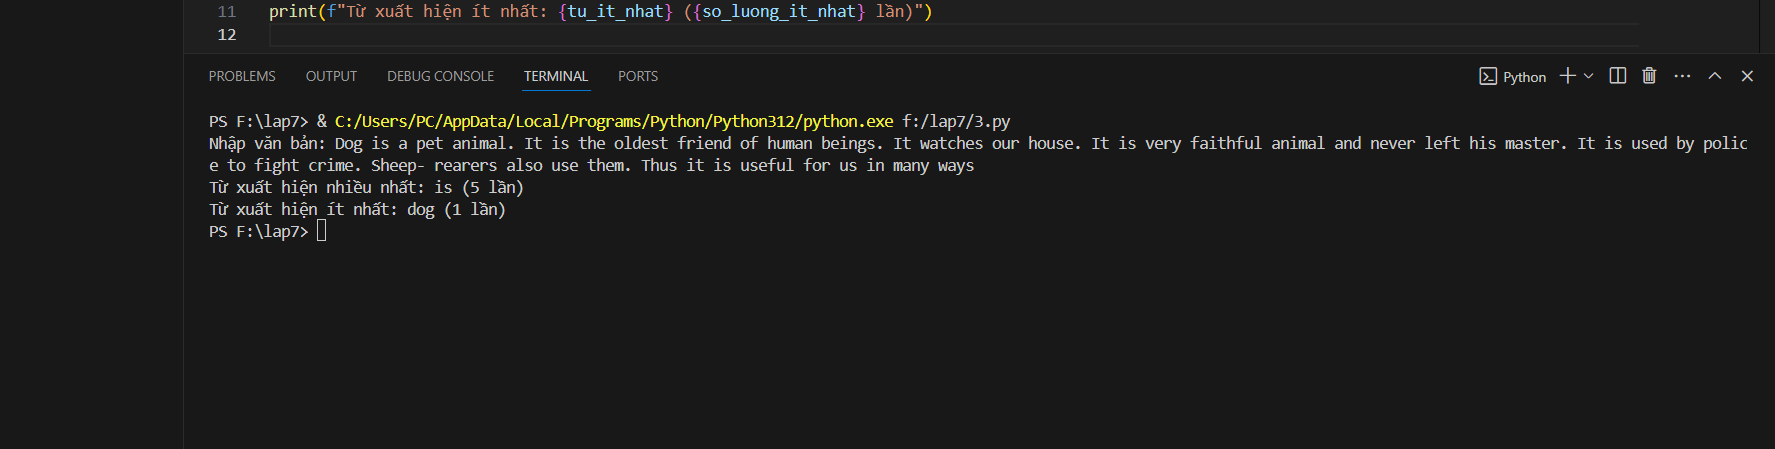 11 print(f"Từ xuất hiện ít nhất: {tu_it_nhat} ({so_luong_it_nhat} lần)")
12
PROBLEMS OUTPUT DEBUG CONSOLE TERMINAL PORTS Python
PS F:\lap7> & C:/Users/PC/AppData/Local/Programs/Python/Python312/python.exe f:/lap7/3.py
Nhập văn bản: Dog is a pet animal. It is the oldest friend of human beings. It watches our house. It is very faithful animal and never left his master. It is used by polic
e to fight crime. Sheep- rearers also use them. Thus it is useful for us in many ways
Từ xuất hiện nhiều nhất: is (5 lần)
Từ xuất hiện ít nhất: dog (1 lần)
PS F:\lap7>